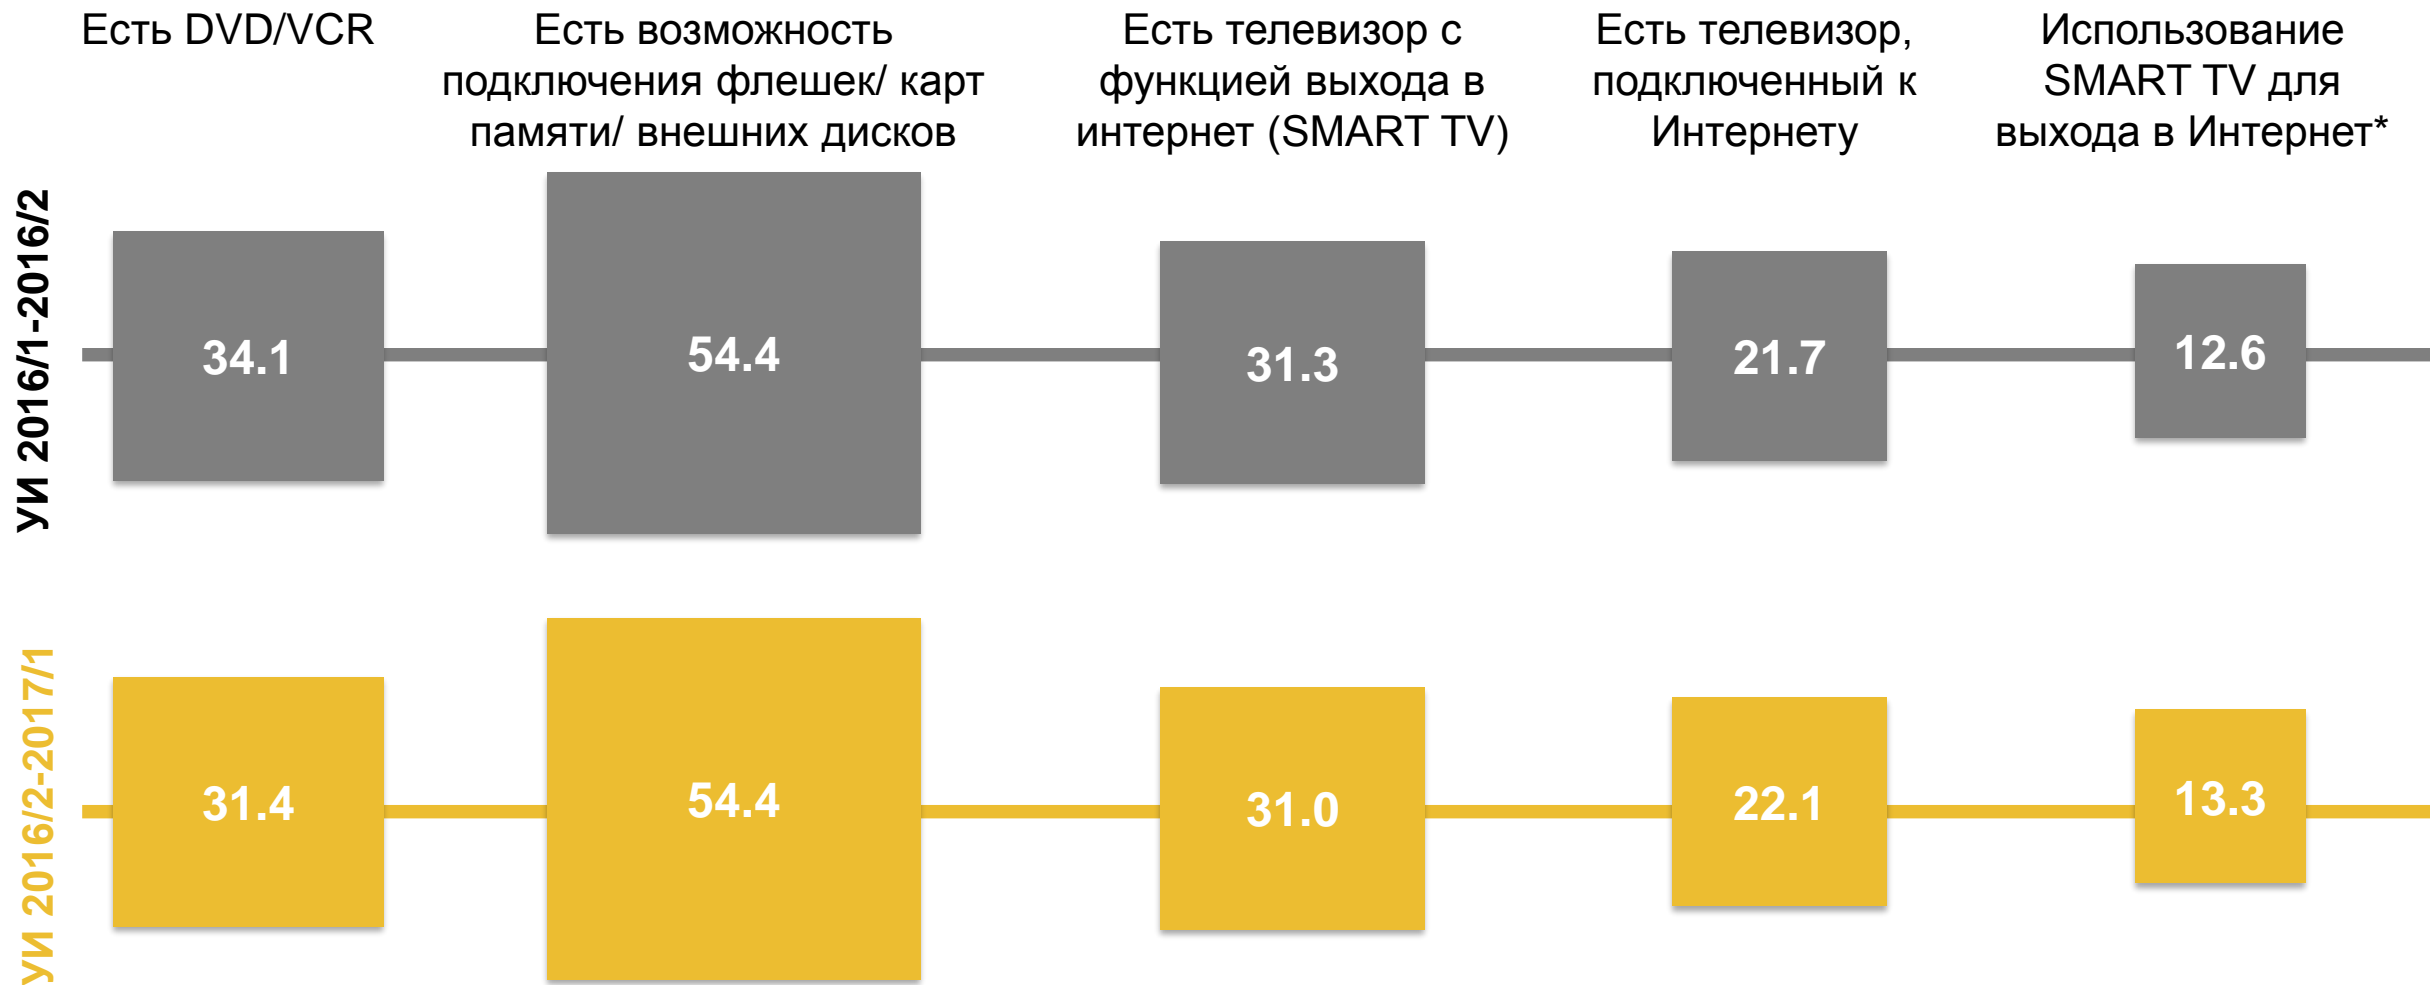 Есть DVD/VCR
Есть возможность
подключения флешек/ карт
памяти/ внешних дисков
Есть телевизор с
функцией выхода в
интернет (SMART TV)
Есть телевизор,
подключенный к
Интернету
Использование
SMART TV для
выхода в Интернет*
УИ 2016/1-2016/2
34.1
54.4
31.3
21.7
12.6
УИ 2016/2-2017/1
31.4
54.4
31.0
22.1
13.3